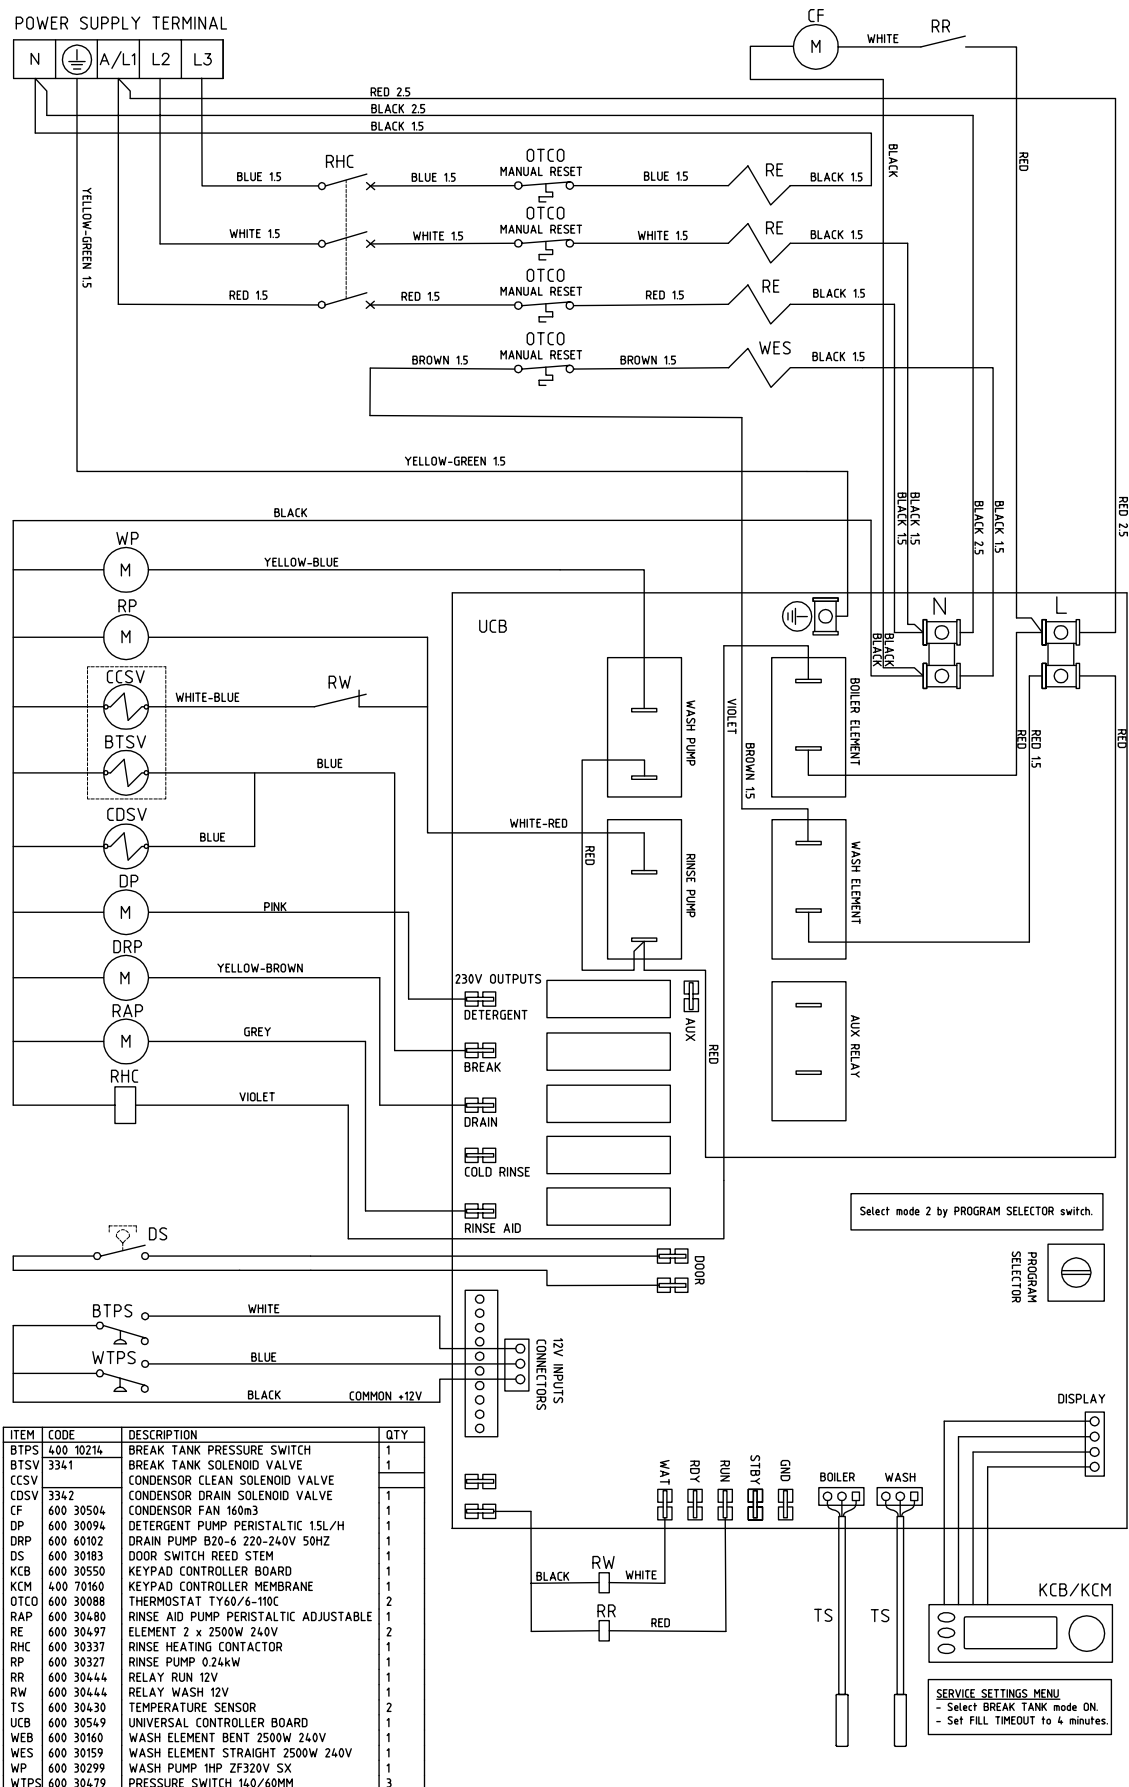 POWER SUPPLY TERMINAL
N
A/L1
L2
L3
CF
M
WHITE
RR
RED 2.5
BLACK 2.5
BLACK 1.5
BLACK
RED
YELLOW-GREEN 1.5
RHC
BLUE 1.5
BLUE 1.5
OTCO
MANUAL RESET
BLUE 1.5
RE
BLACK 1.5
WHITE 1.5
WHITE 1.5
OTCO
MANUAL RESET
WHITE 1.5
RE
BLACK 1.5
RED 1.5
RED 1.5
OTCO
MANUAL RESET
RED 1.5
RE
BLACK 1.5
BROWN 1.5
OTCO
MANUAL RESET
BROWN 1.5
WES
BLACK 1.5
YELLOW-GREEN 1.5
BLACK
BLACK 1.5
BLACK 1.5
BLACK 2.5
BLACK 1.5
RED 2.5
WP
M
YELLOW-BLUE
RP
M
UCB
N
L
BLACK
BLACK
CCSV
WHITE-BLUE
RW
BTSV
BLUE
WASH PUMP
VIOLET
BROWN 1.5
BOILER ELEMENT
RED
RED 1.5
RED
CDSV
BLUE
WHITE-RED
RED
RINSE PUMP
WASH ELEMENT
DP
M
PINK
DRP
M
YELLOW-BROWN
230V OUTPUTS
DETERGENT
AUX
RED
AUX RELAY
RAP
M
GREY
BREAK
RHC
VIOLET
DRAIN
COLD RINSE
RINSE AID
Select mode 2 by PROGRAM SELECTOR switch.
DS
DOOR
PROGRAM
SELECTOR
BTPS
WHITE
WTPS
BLUE
BLACK
COMMON +12V
12V INPUTS
CONNECTORS
DISPLAY
WAT
RDY
RUN
STBY
GND
BOILER
WASH
RW
BLACK
WHITE
RR
RED
TS
TS
KCB/KCM
SERVICE SETTINGS MENU
- Select BREAK TANK mode ON.
- Set FILL TIMEOUT to 4 minutes.
ITEM CODE DESCRIPTION QTY
BTPS 400 10214 BREAK TANK PRESSURE SWITCH 1
BTSV 3341 BREAK TANK SOLENOID VALVE 1
CCSV CONDENSOR CLEAN SOLENOID VALVE
CDSV 3342 CONDENSOR DRAIN SOLENOID VALVE 1
CF 600 30504 CONDENSOR FAN 160m3 1
DP 600 30094 DETERGENT PUMP PERISTALTIC 1.5L/H 1
DRP 600 60102 DRAIN PUMP B20-6 220-240V 50HZ 1
DS 600 30183 DOOR SWITCH REED STEM 1
KCB 600 30550 KEYPAD CONTROLLER BOARD 1
KCM 400 70160 KEYPAD CONTROLLER MEMBRANE 1
OTCO 600 30088 THERMOSTAT TY60/6-110C 2
RAP 600 30480 RINSE AID PUMP PERISTALTIC ADJUSTABLE 1
RE 600 30497 ELEMENT 2 x 2500W 240V 2
RHC 600 30337 RINSE HEATING CONTACTOR 1
RP 600 30327 RINSE PUMP 0.24kW 1
RR 600 30444 RELAY RUN 12V 1
RW 600 30444 RELAY WASH 12V 1
TS 600 30430 TEMPERATURE SENSOR 2
UCB 600 30549 UNIVERSAL CONTROLLER BOARD 1
WEB 600 30160 WASH ELEMENT BENT 2500W 240V 1
WES 600 30159 WASH ELEMENT STRAIGHT 2500W 240V 1
WP 600 30299 WASH PUMP 1HP ZF320V SX 1
WTPS 600 30479 PRESSURE SWITCH 140/60MM 3